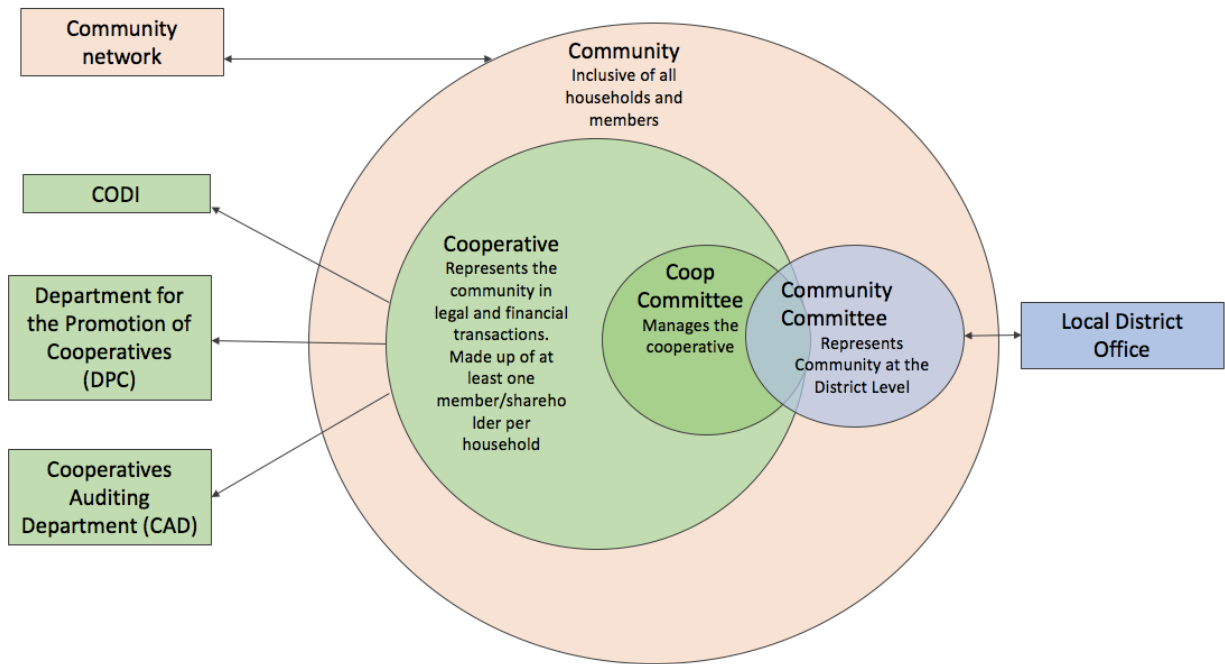 Community
network
Community
Inclusive of all
households and
members
CODI
Department for
the Promotion of
Cooperatives
(DPC)
Cooperatives
Auditing
Department (CAD)
Cooperative
Represents the
community in
legal and financial
transactions.
Made up of at
least one
member/shareho
lder per
household
Coop
Committee
Manages the
cooperative
Community
Committee
Represents
Community at the
District Level
Local District
Office